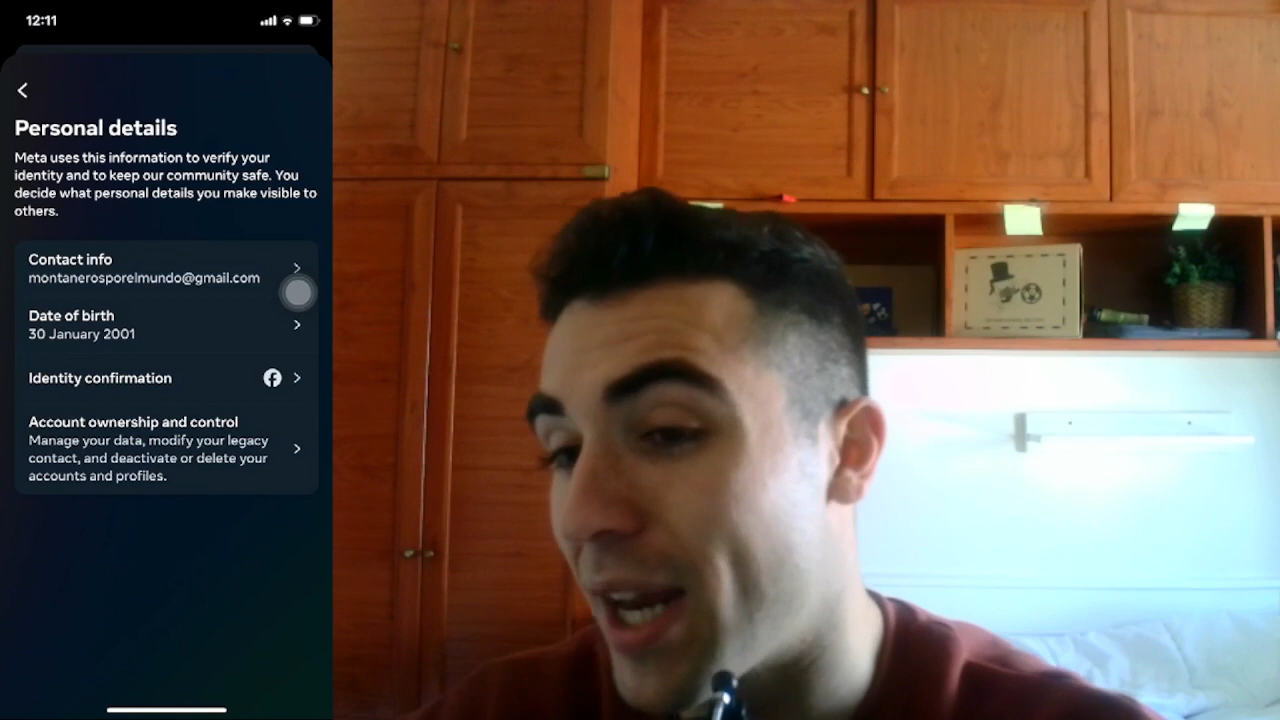 12:11
Personal details
Meta uses this information to verify your
identity and to keep our community safe. You
decide what personal details you make visible to
others.
Contact info
montanerosporelmundo@gmail.com
Date of birth
30 January 2001
Identity confirmation
Account ownership and control
Manage your data, modify your legacy
contact, and deactivate or delete your
accounts and profiles.